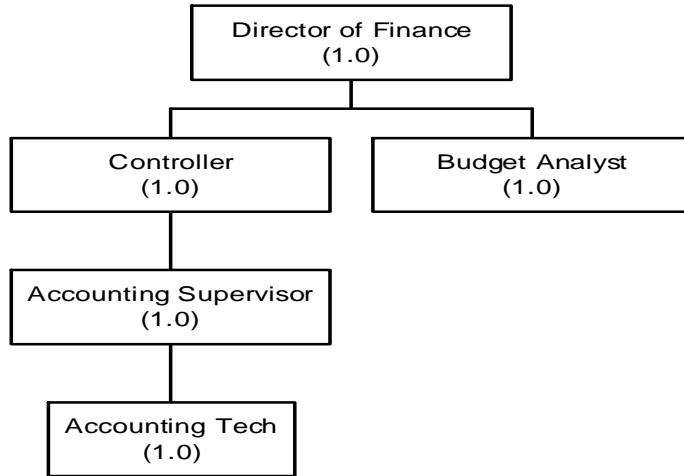 Director of Finance
(1.0)
Controller
(1.0)
Budget Analyst
(1.0)
Accounting Supervisor
(1.0)
Accounting Tech
(1.0)